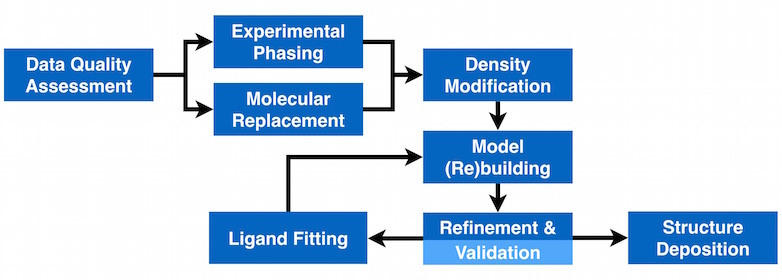 Data Quality
Assessment
Experimental
Phasing
Molecular
Replacement
Density
Modification
Model
(Re)building
Ligand Fitting
Refinement &
Validation
Structure
Deposition